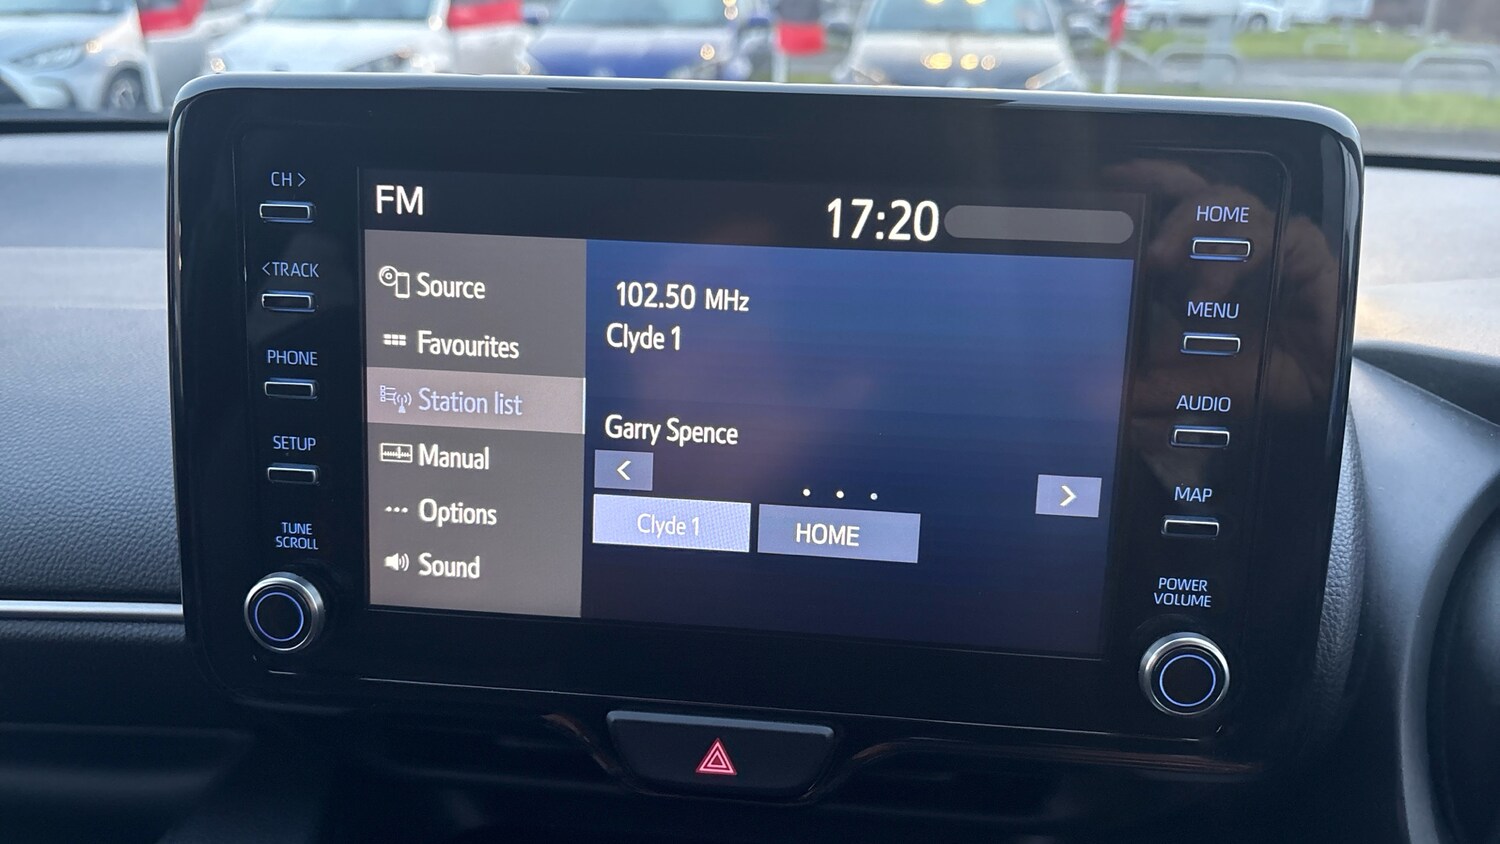 CH >
<TRACK
PHONE
SETUP
TUNE
SCROLL
FM
17:20
Source
Favourites
Station list
Manual
Options
Sound
102.50 MHz
Clyde 1
Garry Spence
<
>
Clyde 1
HOME
HOME
MENU
AUDIO
MAP
POWER
VOLUME